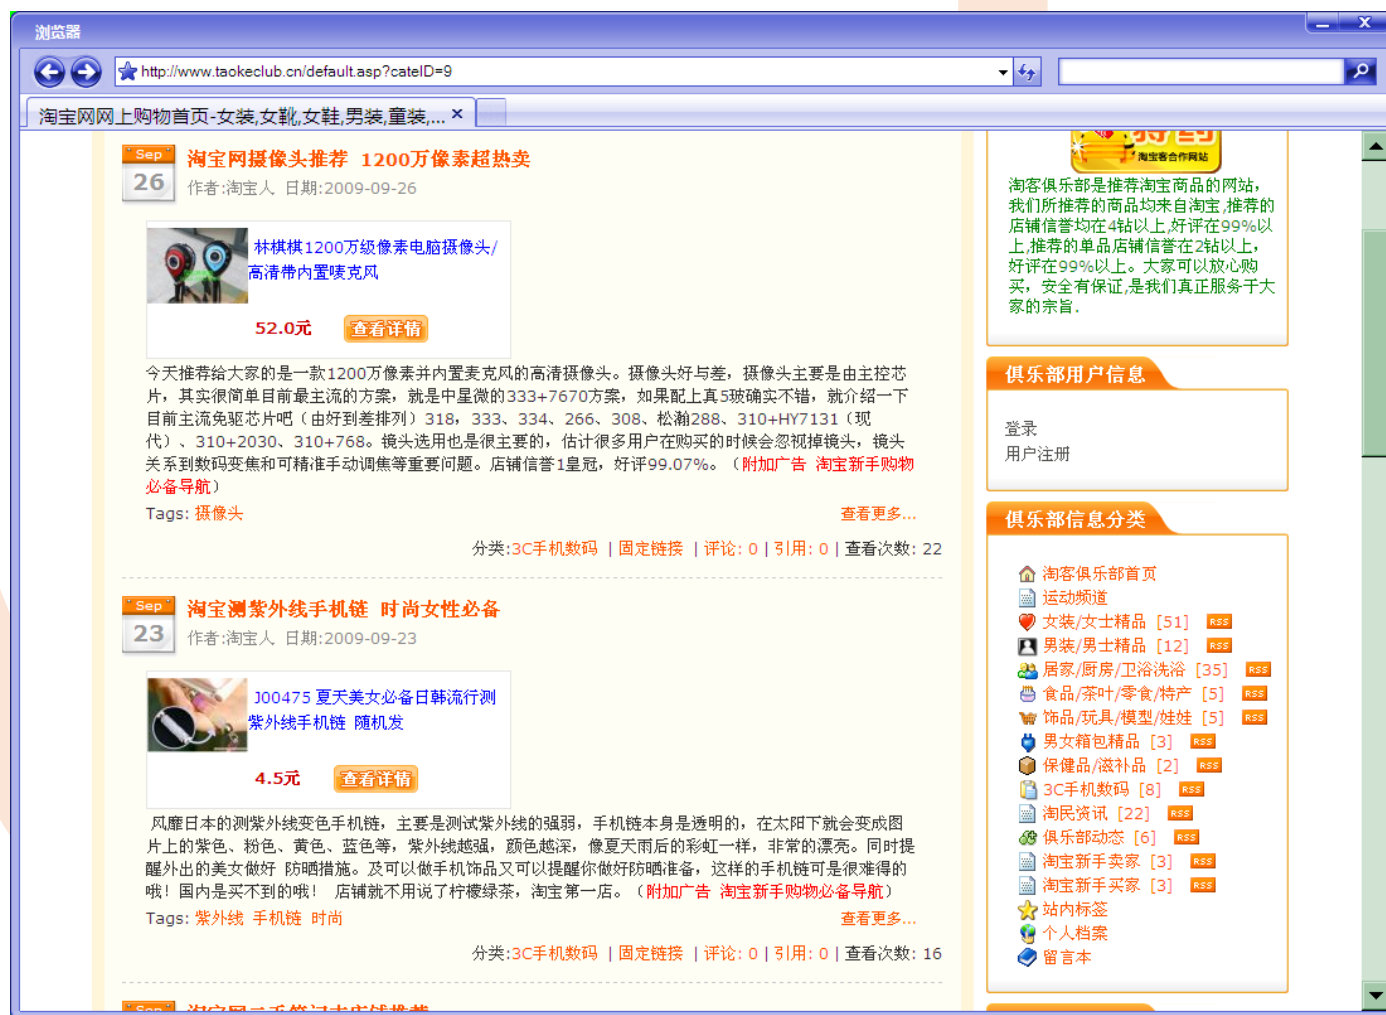 浏览器
http://www.taokeclub.cn/default.asp?cateID=9
淘宝网网上购物首页-女装,女靴,女鞋,男装,童装,...
Sep
26
淘宝网摄像头推荐 1200万像素超热卖
作者:淘宝人 日期:2009-09-26
林棋棋1200万级像素电脑摄像头/
高清带内置唛克风
52.0元
查看详情
今天推荐给大家的是一款1200万像素并内置麦克风的高清摄像头。摄像头好与差，摄像头主要是由主控芯
片，其实很简单目前最主流的方案，就是中星微的333+7670方案，如果配上真5玻确实不错，就介绍一下
目前主流免驱芯片吧（由好到差排列）318，333、334、266、308、松瀚288、310+HY7131（现
代）、310+2030、310+768。镜头选用也是很主要的，估计很多用户在购买的时候会忽视掉镜头，镜头
关系到数码变焦和可精准手动调焦等重要问题。店铺信誉1皇冠，好评99.07%。（附加广告 淘宝新手购物
必备导航）
Tags: 摄像头
查看更多...
分类:3C手机数码 | 固定链接 | 评论: 0 | 引用: 0 | 查看次数: 22
Sep
23
淘宝测紫外线手机链 时尚女性必备
作者:淘宝人 日期:2009-09-23
J00475 夏天美女必备日韩流行测
紫外线手机链 随机发
4.5元
查看详情
风靡日本的测紫外线变色手机链，主要是测试紫外线的强弱，手机链本身是透明的，在太阳下就会变成图
片上的紫色、粉色、黄色、蓝色等，紫外线越强，颜色越深，像夏天雨后的彩虹一样，非常的漂亮。同时提
醒外出的美女做好 防晒措施。及可以做手机饰品又可以提醒你做好防晒准备，这样的手机链可是很难得的
哦！国内是买不到的哦！ 店铺就不用说了柠檬绿茶，淘宝第一店。（附加广告 淘宝新手购物必备导航）
Tags: 紫外线 手机链 时尚
查看更多...
分类:3C手机数码 | 固定链接 | 评论: 0 | 引用: 0 | 查看次数: 16
淘宝网二手笔记本店铺推荐
淘宝客合作网站
淘客俱乐部是推荐淘宝商品的网站，
我们所推荐的商品均来自淘宝,推荐的
店铺信誉均在4钻以上,好评在99%以
上,推荐的单品店铺信誉在2钻以上，
好评在99%以上。大家可以放心购
买，安全有保证,是我们真正服务于大
家的宗旨.
俱乐部用户信息
登录
用户注册
俱乐部信息分类
淘客俱乐部首页
运动频道
女装/女士精品 [51] RSS
男装/男士精品 [12] RSS
居家/厨房/卫浴洗浴 [35] RSS
食品/茶叶/零食/特产 [5] RSS
饰品/玩具/模型/娃娃 [5] RSS
男女箱包精品 [3] RSS
保健品/滋补品 [2] RSS
3C手机数码 [8] RSS
淘民资讯 [22] RSS
俱乐部动态 [6] RSS
淘宝新手卖家 [3] RSS
淘宝新手买家 [3] RSS
站内标签
个人档案
留言本